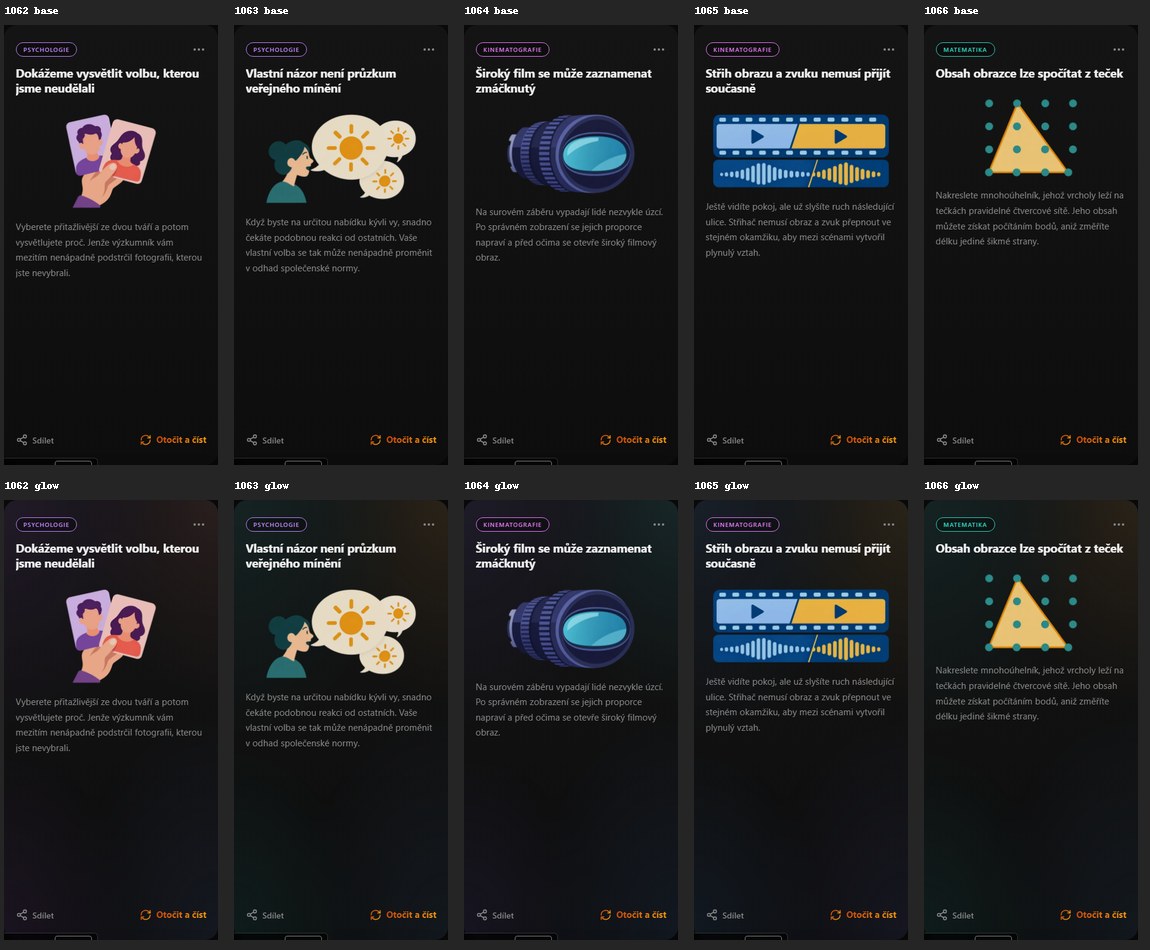 1062 base
PSYCHOLOGIE
Dokážeme vysvětlit volbu, kterou
jsme neudělali
Vyberete přitažlivější ze dvou tváří a potom
vysvětlujete proč. Jenže výzkumník vám
mezitím nenápadně podstrčil fotografii, kterou
jste nevybrali.
Sdílet
Otočit a číst
1063 base
PSYCHOLOGIE
Vlastní názor není průzkum
veřejného mínění
Když byste na určitou nabídku kývli vy, snadno
čekáte podobnou reakci od ostatních. Vaše
vlastní volba se tak může nenápadně proměnit
v odhad společenské normy.
Sdílet
Otočit a číst
1064 base
KINEMATOGRAFIE
Široký film se může zaznamenat
zmáčknutý
Na surovém záběru vypadají lidé nezvykle úzcí.
Po správném zobrazení se jejich proporce
napraví a před očima se otevře široký filmový
obraz.
Sdílet
Otočit a číst
1065 base
KINEMATOGRAFIE
Střih obrazu a zvuku nemusí přijít
současně
Ještě vidíte pokoj, ale už slyšíte ruch následující
ulice. Střihač nemusí obraz a zvuk přepnout ve
stejném okamžiku, aby mezi scénami vytvořil
plynulý vztah.
Sdílet
Otočit a číst
1066 base
MATEMATIKA
Obsah obrazce lze spočítat z teček
Nakreslete mnohoúhelník, jehož vrcholy leží na
tečkách pravidelné čtvercové sítě. Jeho obsah
můžete získat počítáním bodů, aniž změříte
délku jediné šikmé strany.
Sdílet
Otočit a číst
1062 glow
PSYCHOLOGIE
Dokážeme vysvětlit volbu, kterou
jsme neudělali
Vyberete přitažlivější ze dvou tváří a potom
vysvětlujete proč. Jenže výzkumník vám
mezitím nenápadně podstrčil fotografii, kterou
jste nevybrali.
Sdílet
Otočit a číst
1063 glow
PSYCHOLOGIE
Vlastní názor není průzkum
veřejného mínění
Když byste na určitou nabídku kývli vy, snadno
čekáte podobnou reakci od ostatních. Vaše
vlastní volba se tak může nenápadně proměnit
v odhad společenské normy.
Sdílet
Otočit a číst
1064 glow
KINEMATOGRAFIE
Široký film se může zaznamenat
zmáčknutý
Na surovém záběru vypadají lidé nezvykle úzcí.
Po správném zobrazení se jejich proporce
napraví a před očima se otevře široký filmový
obraz.
Sdílet
Otočit a číst
1065 glow
KINEMATOGRAFIE
Střih obrazu a zvuku nemusí přijít
současně
Ještě vidíte pokoj, ale už slyšíte ruch následující
ulice. Střihač nemusí obraz a zvuk přepnout ve
stejném okamžiku, aby mezi scénami vytvořil
plynulý vztah.
Sdílet
Otočit a číst
1066 glow
MATEMATIKA
Obsah obrazce lze spočítat z teček
Nakreslete mnohoúhelník, jehož vrcholy leží na
tečkách pravidelné čtvercové sítě. Jeho obsah
můžete získat počítáním bodů, aniž změříte
délku jediné šikmé strany.
Sdílet
Otočit a číst